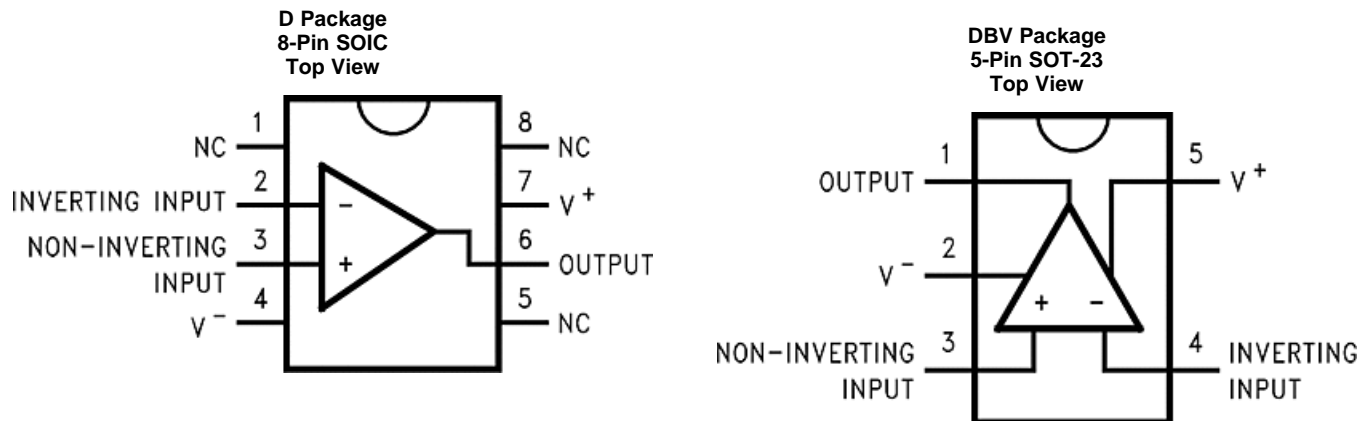 D Package
8-Pin SOIC
Top View
1
NC
2
INVERTING INPUT
3
NON-INVERTING
INPUT
4
V⁻
8
NC
7
V⁺
6
OUTPUT
5
NC
−
+
DBV Package
5-Pin SOT-23
Top View
1
OUTPUT
2
V⁻
3
NON-INVERTING
INPUT
5
V⁺
4
INVERTING
INPUT
+ −